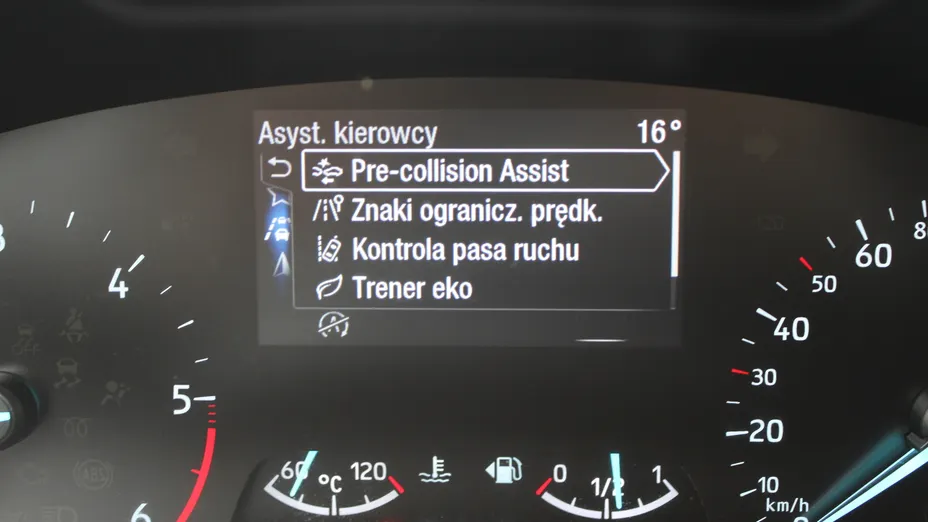 Asyst. kierowcy 16°
Pre-collision Assist
Znaki ogranicz. prędk.
Kontrola pasa ruchu
Trener eko
4
5
6
60
50
40
30
20
10
km/h
60 °C 120
0 1/2 1